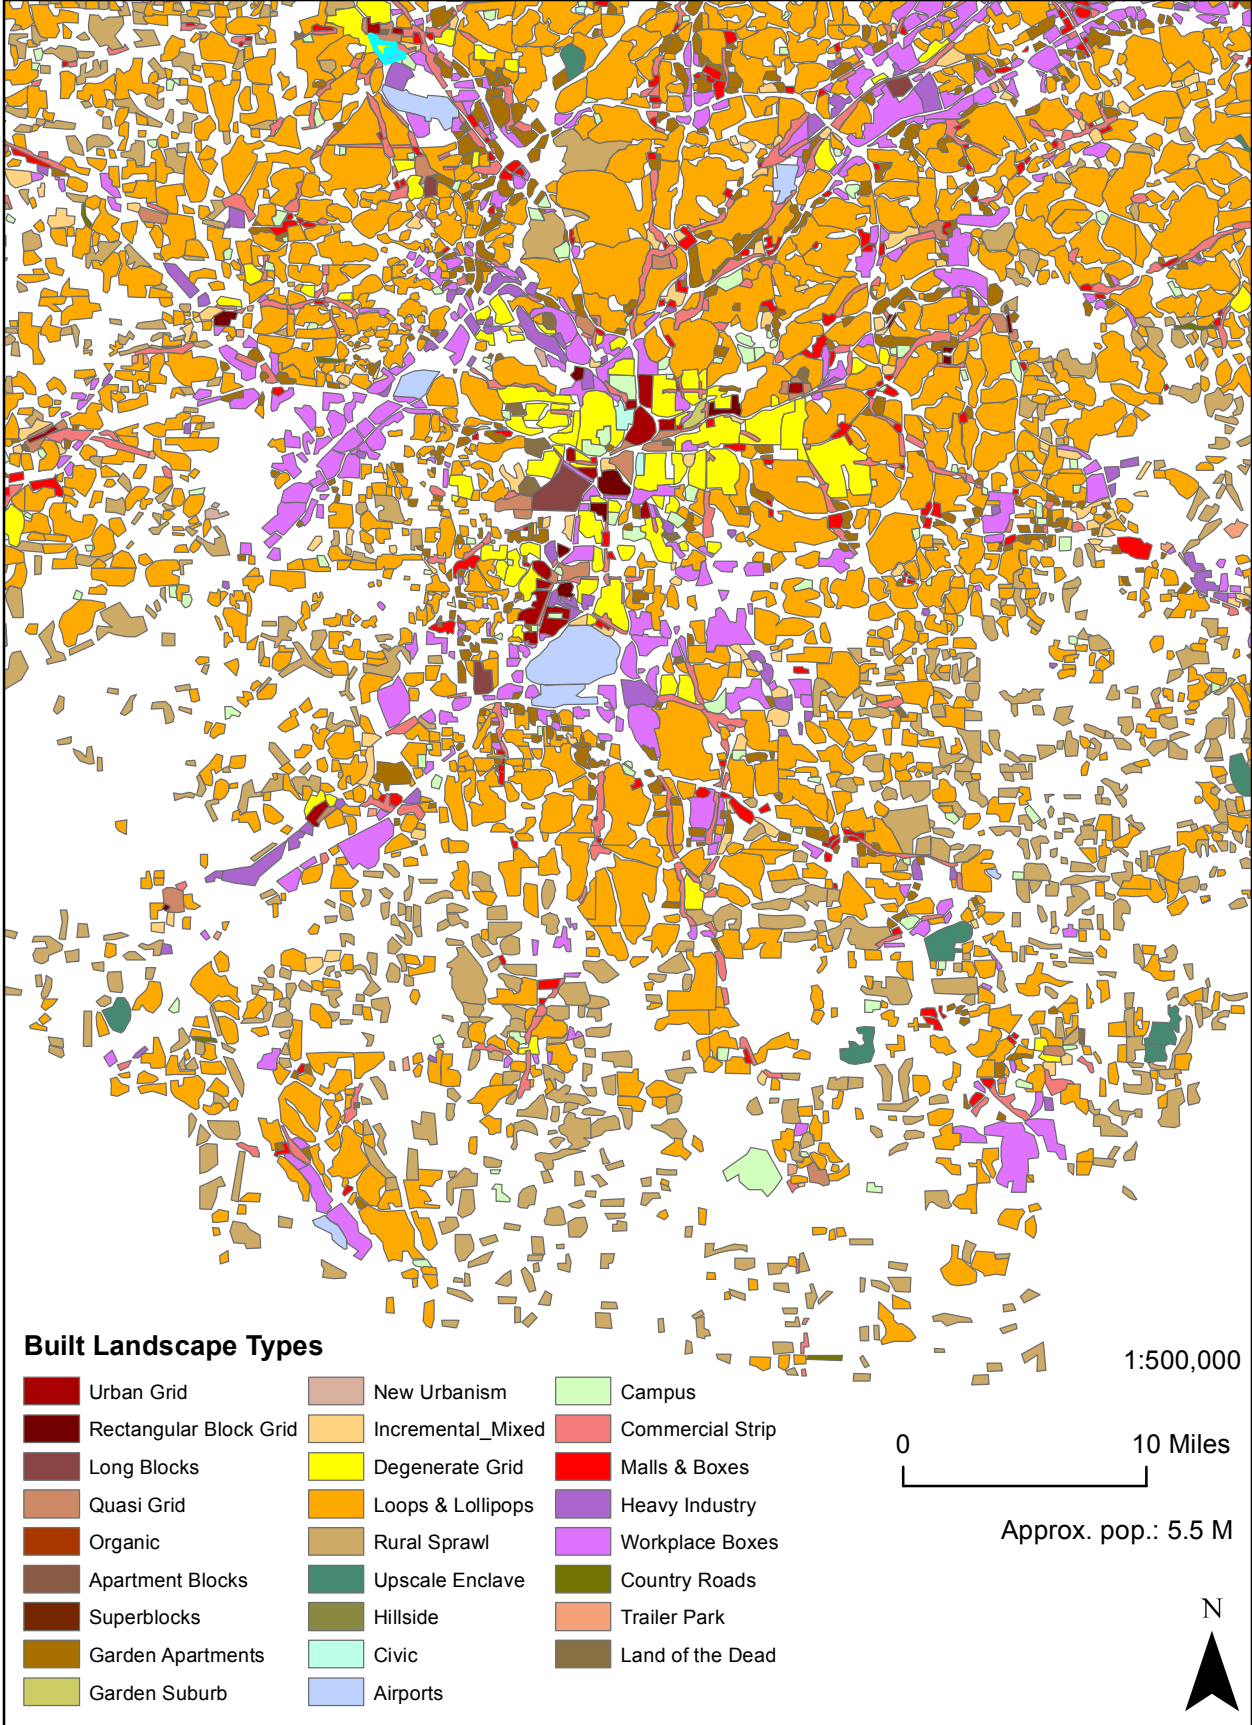 Built Landscape Types
Urban Grid
Rectangular Block Grid
Long Blocks
Quasi Grid
Organic
Apartment Blocks
Superblocks
Garden Apartments
Garden Suburb
New Urbanism
Incremental_Mixed
Degenerate Grid
Loops & Lollipops
Rural Sprawl
Upscale Enclave
Hillside
Civic
Airports
Campus
Commercial Strip
Malls & Boxes
Heavy Industry
Workplace Boxes
Country Roads
Trailer Park
Land of the Dead
1:500,000
0 10 Miles
Approx. pop.: 5.5 M
N